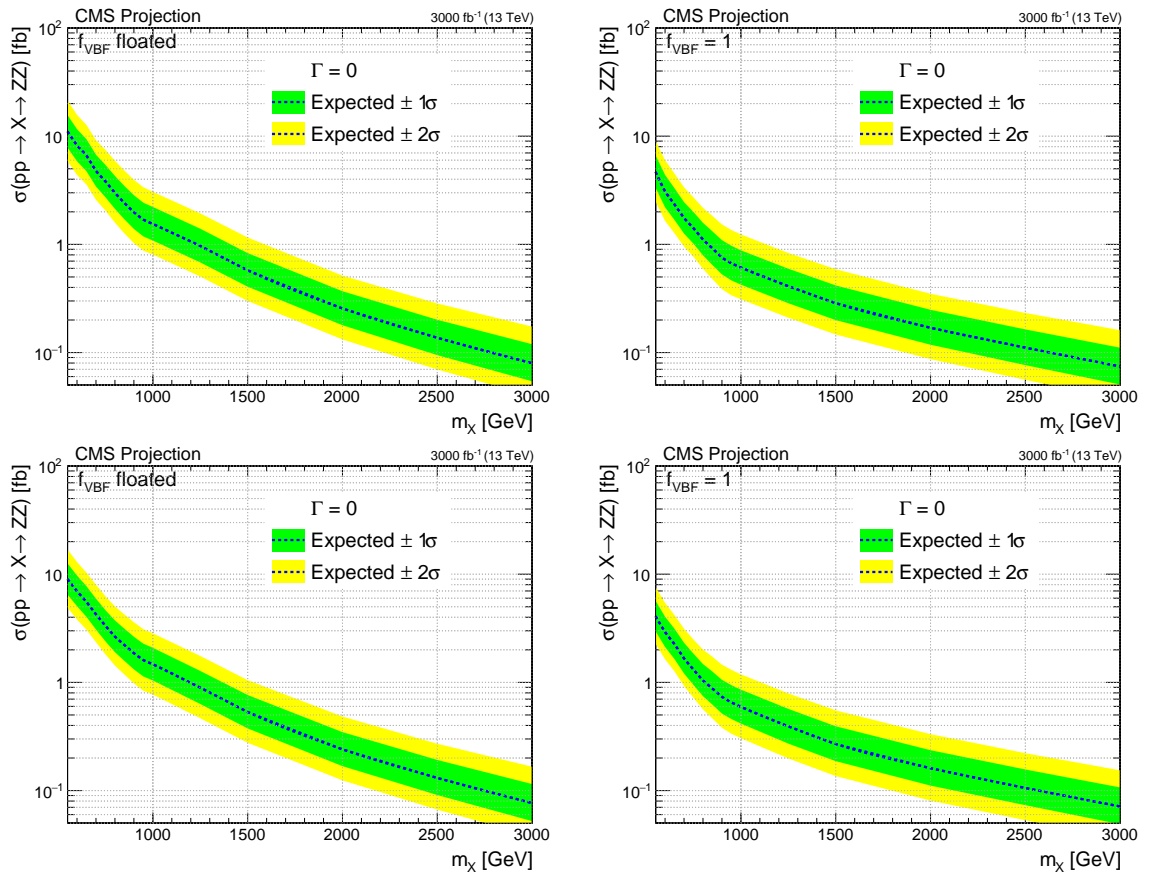 CMS Projection 3000 fb⁻¹ (13 TeV)
f_VBF floated
Γ = 0
Expected ± 1σ
Expected ± 2σ
σ(pp → X → ZZ) [fb]
10²
10
1
10⁻¹
1000 1500 2000 2500 3000
m_X [GeV]
CMS Projection 3000 fb⁻¹ (13 TeV)
f_VBF = 1
Γ = 0
Expected ± 1σ
Expected ± 2σ
σ(pp → X → ZZ) [fb]
10²
10
1
10⁻¹
1000 1500 2000 2500 3000
m_X [GeV]
CMS Projection 3000 fb⁻¹ (13 TeV)
f_VBF floated
Γ = 0
Expected ± 1σ
Expected ± 2σ
σ(pp → X → ZZ) [fb]
10²
10
1
10⁻¹
1000 1500 2000 2500 3000
m_X [GeV]
CMS Projection 3000 fb⁻¹ (13 TeV)
f_VBF = 1
Γ = 0
Expected ± 1σ
Expected ± 2σ
σ(pp → X → ZZ) [fb]
10²
10
1
10⁻¹
1000 1500 2000 2500 3000
m_X [GeV]